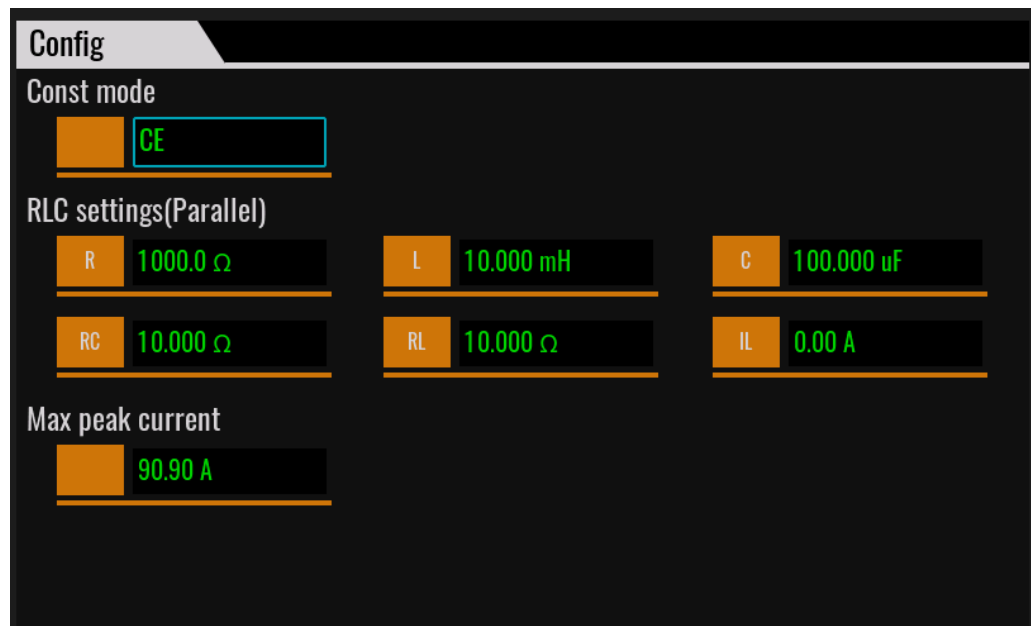 Config
Const mode
CE
RLC settings(Parallel)
R 1000.0 Ω L 10.000 mH C 100.000 uF
RC 10.000 Ω RL 10.000 Ω IL 0.00 A
Max peak current
90.90 A